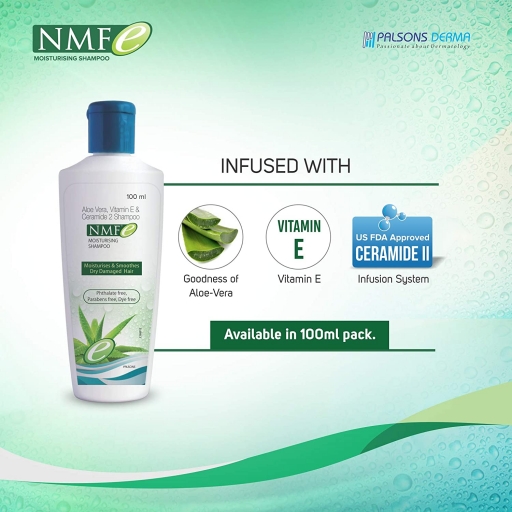 NMFe
MOISTURISING SHAMPOO
PALSONS DERMA
Passionate about Dermatology
INFUSED WITH
100 ml
Aloe Vera, Vitamin E &
Ceramide 2 Shampoo
NMFe
MOISTURISING
SHAMPOO
Moisturises & Smoothes
Dry Damaged Hair
Phthalate free,
Parabens free, Dye free
e
VITAMIN
E
US FDA Approved
CERAMIDE II
Goodness of
Aloe-Vera
Vitamin E
Infusion System
Available in 100ml pack.